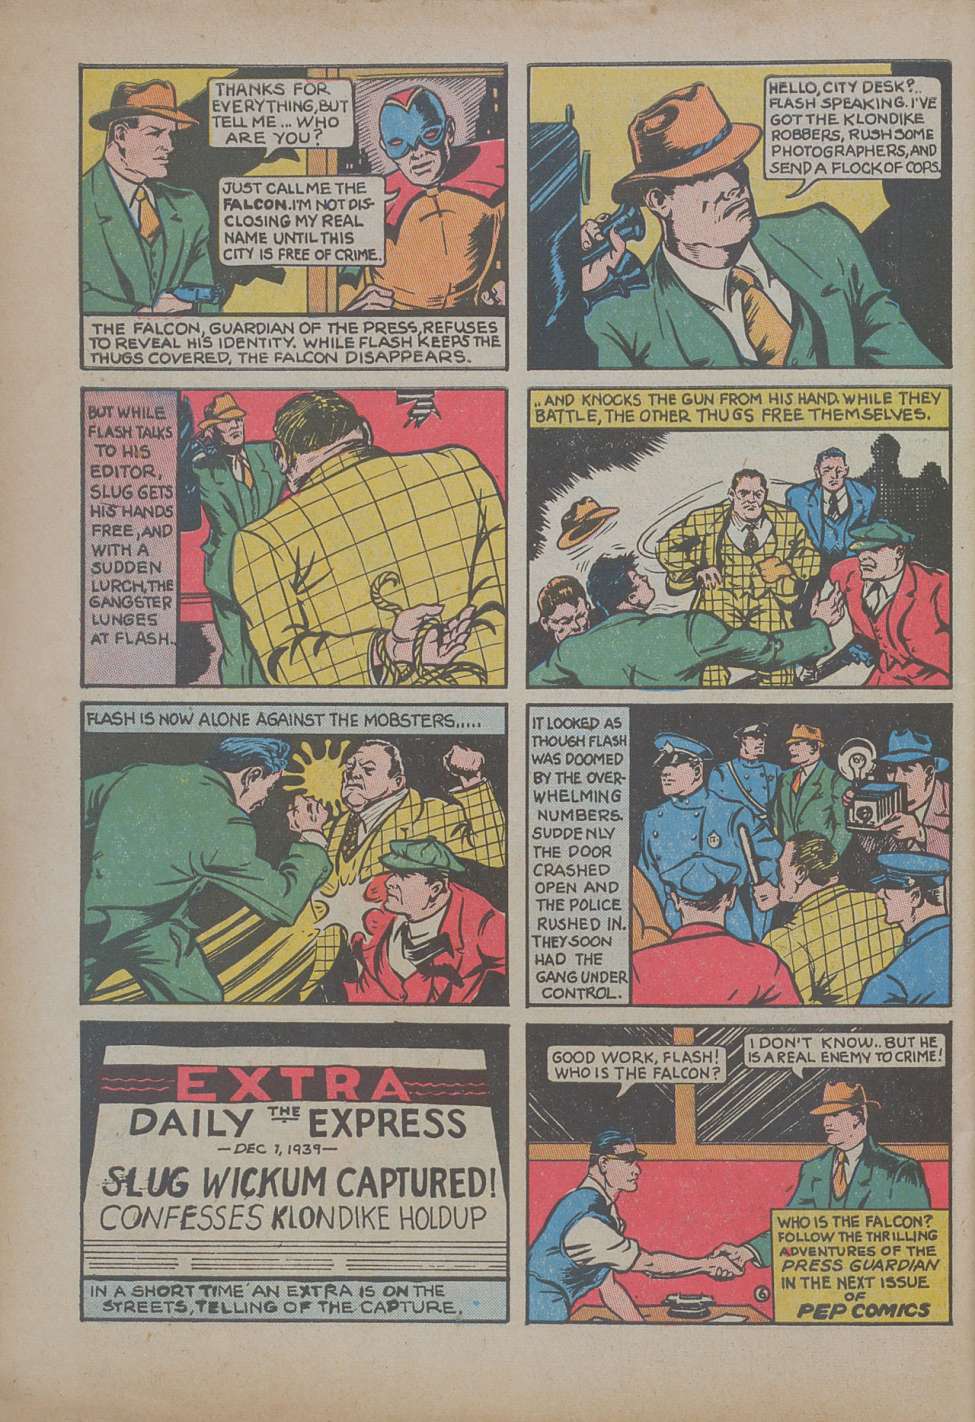 THANKS FOR
EVERYTHING, BUT
TELL ME... WHO
ARE YOU?
JUST CALL ME THE
FALCON. I'M NOT DIS-
CLOSING MY REAL
NAME UNTIL THIS
CITY IS FREE OF CRIME.
THE FALCON, GUARDIAN OF THE PRESS, REFUSES
TO REVEAL HIS IDENTITY. WHILE FLASH KEEPS THE
THUGS COVERED, THE FALCON DISAPPEARS.
HELLO, CITY DESK?..
FLASH SPEAKING. I'VE
GOT THE KLONDIKE
ROBBERS, RUSH SOME
PHOTOGRAPHERS, AND
SEND A FLOCK OF COPS.
BUT WHILE
FLASH TALKS
TO HIS
EDITOR,
SLUG GETS
HIS HANDS
FREE, AND
WITH A
SUDDEN
LURCH, THE
GANGSTER
LUNGES
AT FLASH..
..AND KNOCKS THE GUN FROM HIS HAND. WHILE THEY
BATTLE, THE OTHER THUGS FREE THEMSELVES.
FLASH IS NOW ALONE AGAINST THE MOBSTERS.....
IT LOOKED AS
THOUGH FLASH
WAS DOOMED
BY THE OVER-
WHELMING
NUMBERS.
SUDDENLY
THE DOOR
CRASHED
OPEN AND
THE POLICE
RUSHED IN.
THEY SOON
HAD THE
GANG UNDER
CONTROL.
EXTRA
DAILY THE EXPRESS
—DEC 7, 1939—
SLUG WICKUM CAPTURED!
CONFESSES KLONDIKE HOLDUP
IN A SHORT TIME AN EXTRA IS ON THE
STREETS, TELLING OF THE CAPTURE.
GOOD WORK, FLASH!
WHO IS THE FALCON?
I DON'T KNOW.. BUT HE
IS A REAL ENEMY TO CRIME!
WHO IS THE FALCON?
FOLLOW THE THRILLING
ADVENTURES OF THE
PRESS GUARDIAN
IN THE NEXT ISSUE
OF
PEP COMICS
6